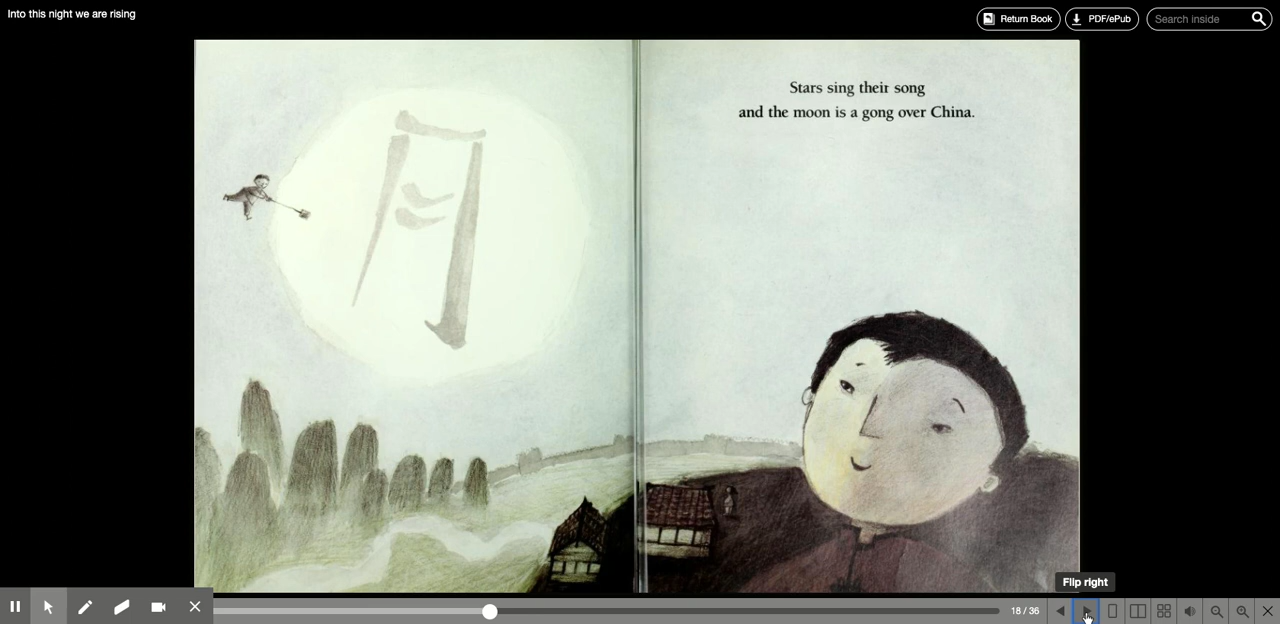 Into this night we are rising
Return Book
PDF/ePub
Search inside
Stars sing their song
and the moon is a gong over China.
月
Flip right
18 / 36